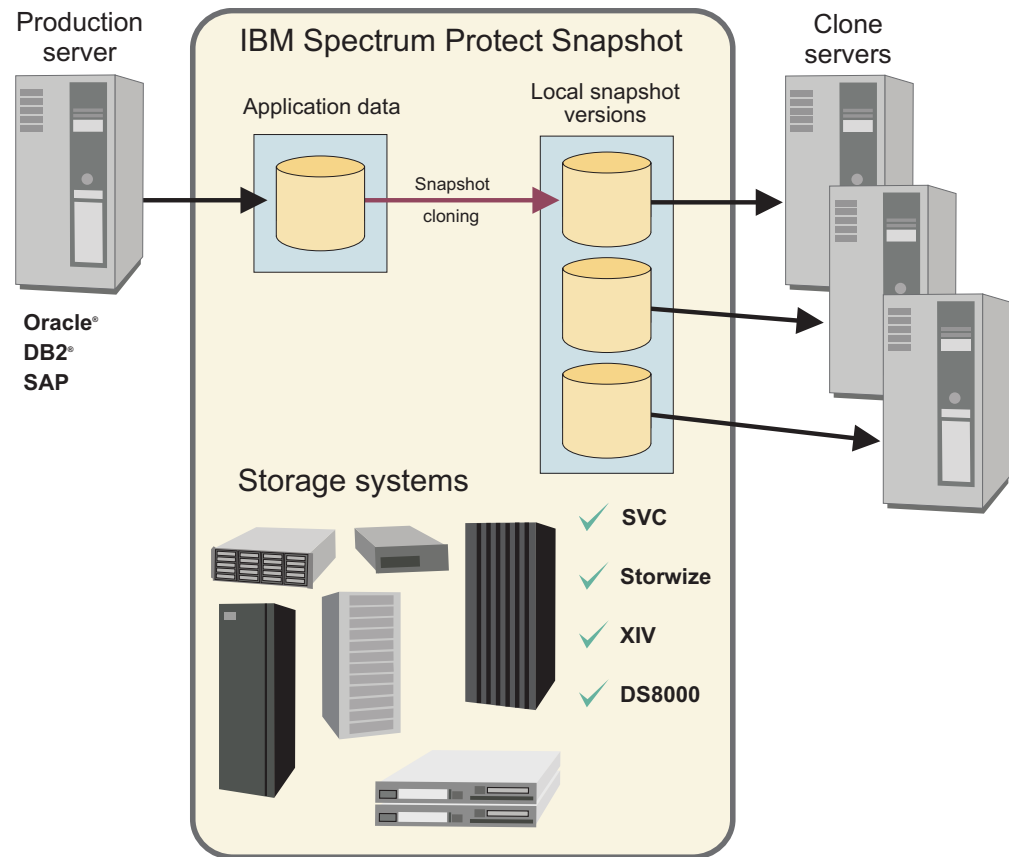 Production
server
IBM Spectrum Protect Snapshot
Clone
servers
Application data
Local snapshot
versions
Snapshot
cloning
Oracle®
DB2®
SAP
Storage systems
SVC
Storwize
XIV
DS8000